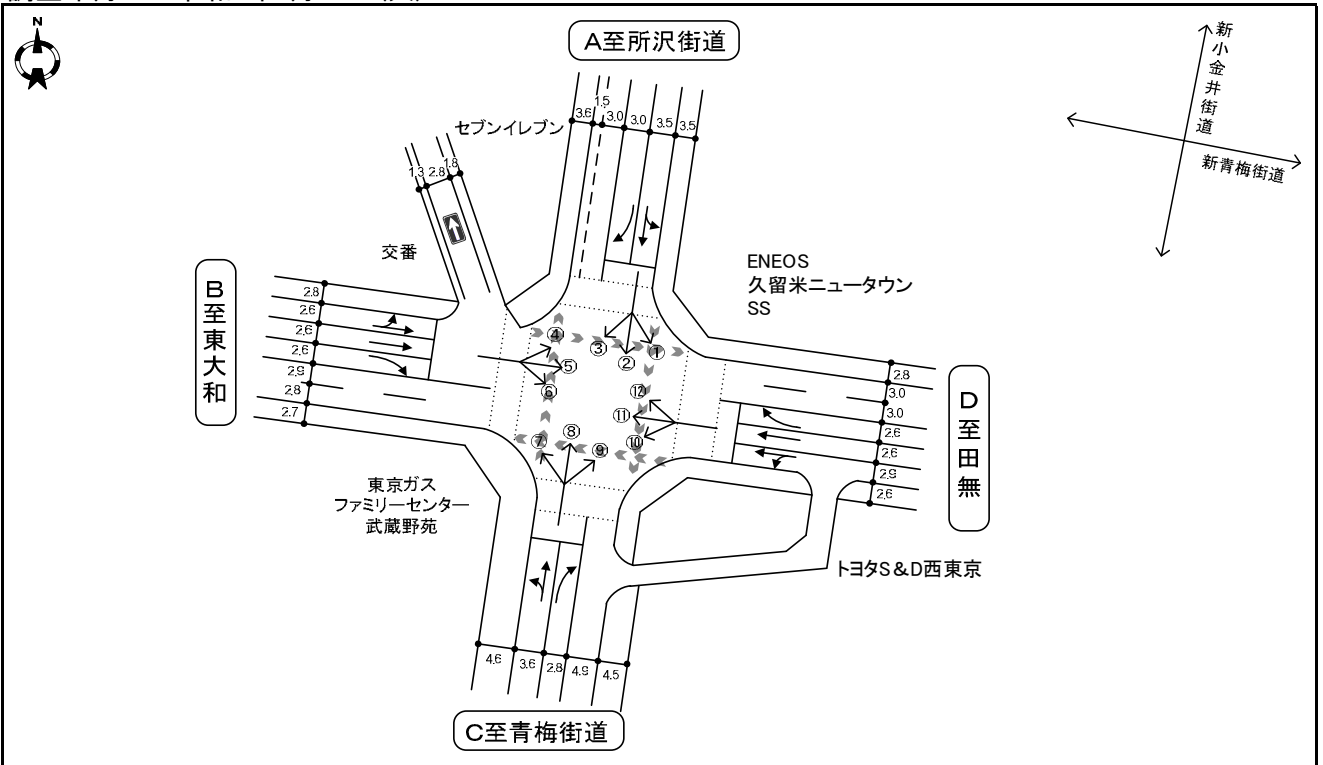 N
A至所沢街道
新小金井街道
新青梅街道
3.6
1.5
3.0
3.0
3.5
3.5
セブンイレブン
1.3
2.8
1.8
交番
ENEOS
久留米ニュータウン
SS
B至東大和
2.8
2.6
2.6
2.6
2.9
2.8
2.7
④
③
①
②
⑤
⑥
⑫
⑪
⑦
⑧
⑨
⑩
2.8
3.0
3.0
2.6
2.6
2.9
2.6
D至田無
東京ガス
ファミリーセンター
武蔵野苑
トヨタS&D西東京
4.6
3.6
2.8
4.9
4.5
C至青梅街道